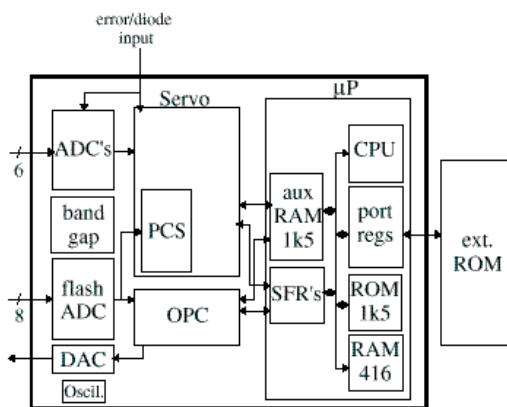 error/diode
input
Servo
μP
ADC's
6
CPU
aux
RAM
1k5
port
regs
ext.
ROM
band
gap
PCS
flash
ADC
8
OPC
SFR's
ROM
1k5
DAC
RAM
416
Oscil.